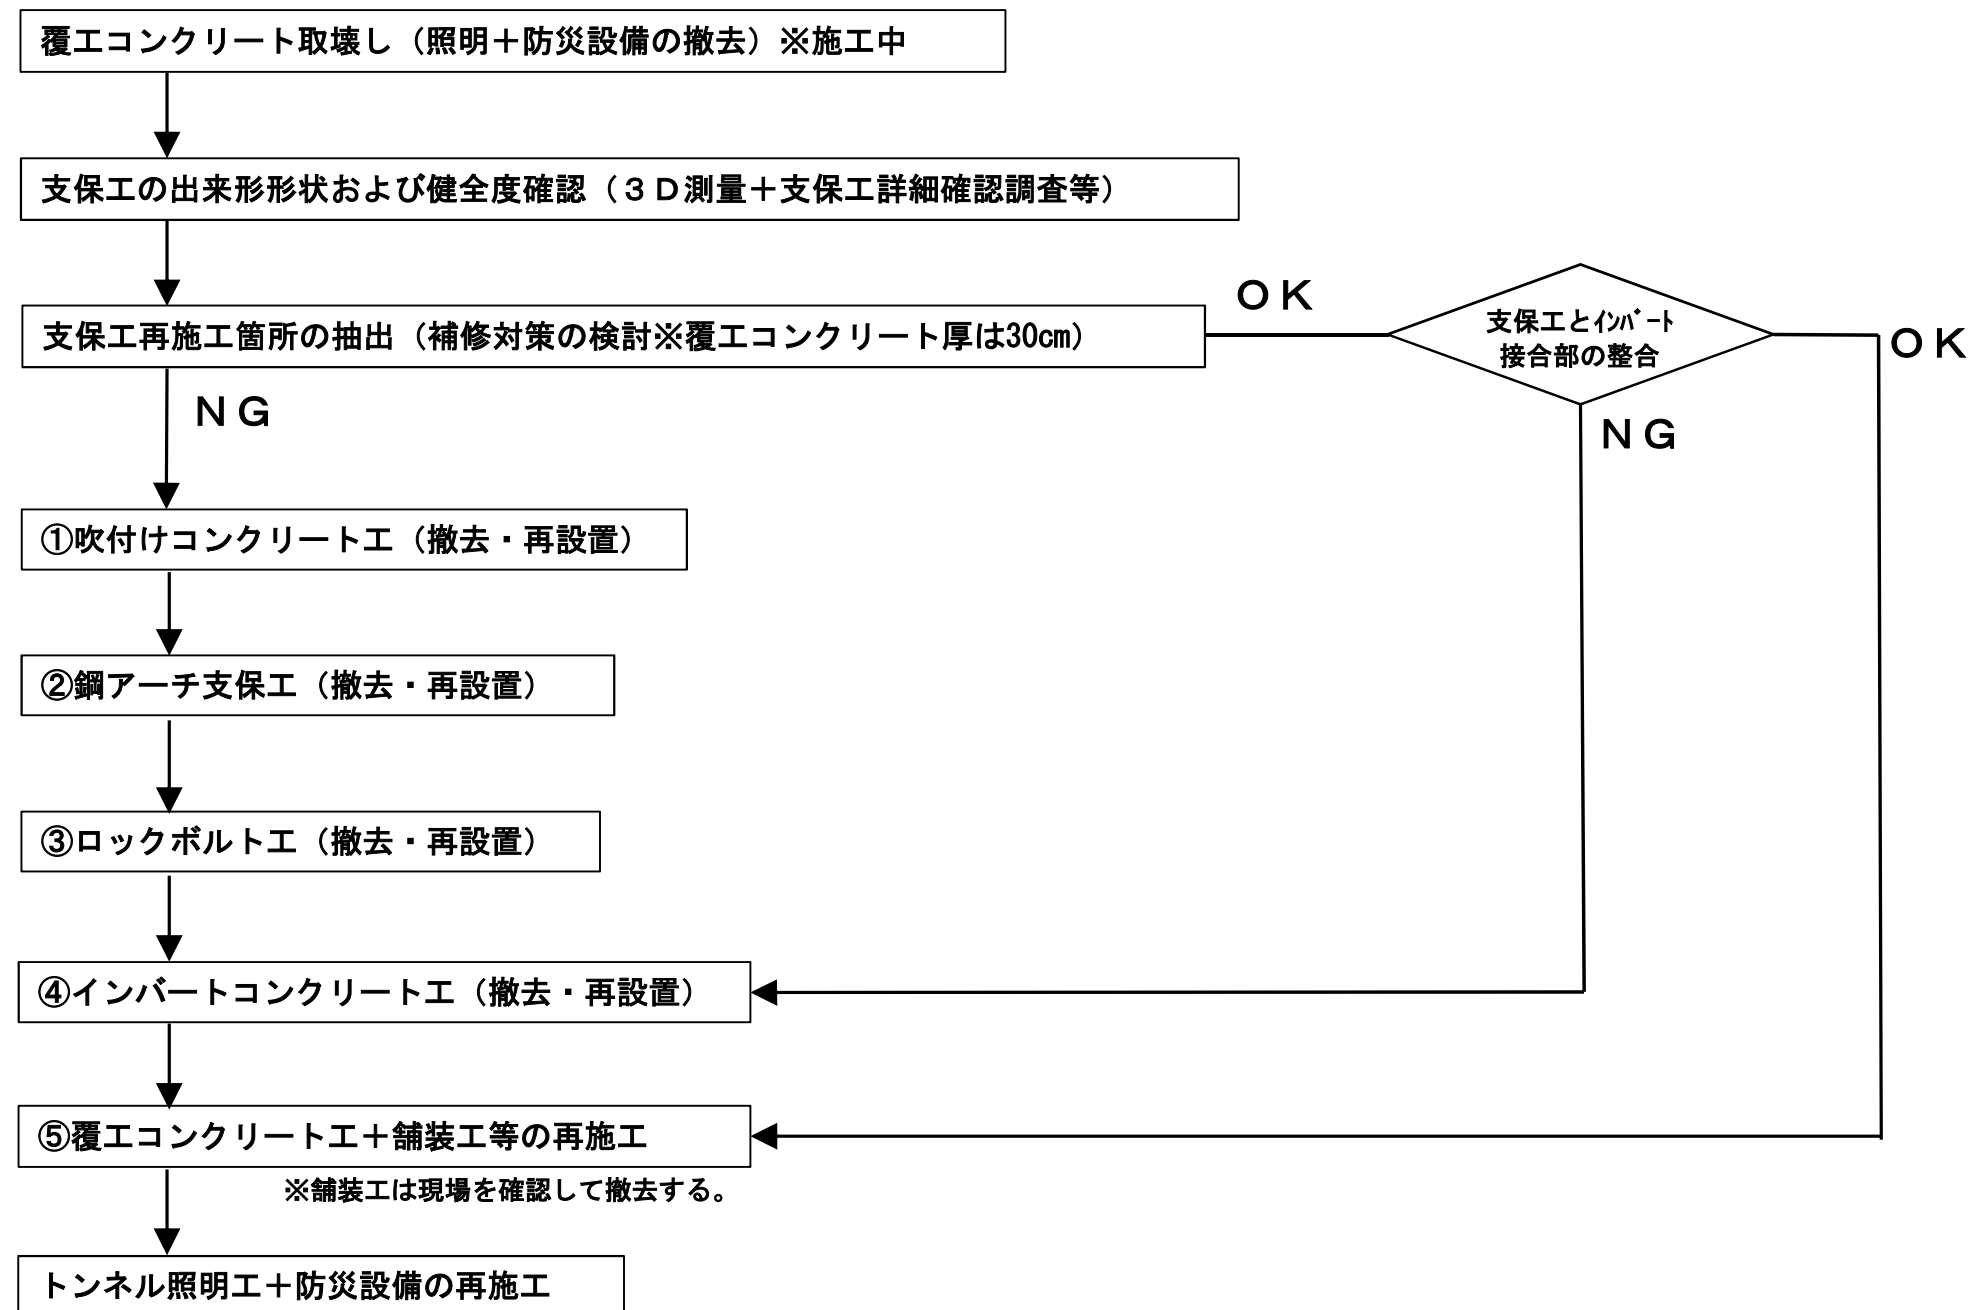 覆工コンクリート取壊し（照明＋防災設備の撤去）※施工中
支保工の出来形形状および健全度確認（３Ｄ測量＋支保工詳細確認調査等）
支保工再施工箇所の抽出（補修対策の検討※覆工コンクリート厚は30cm）
ＯＫ
支保工とｲﾝﾊﾞｰﾄ
接合部の整合
ＯＫ
ＮＧ
ＮＧ
①吹付けコンクリート工（撤去・再設置）
②鋼アーチ支保工（撤去・再設置）
③ロックボルト工（撤去・再設置）
④インバートコンクリート工（撤去・再設置）
⑤覆工コンクリート工＋舗装工等の再施工
※舗装工は現場を確認して撤去する。
トンネル照明工＋防災設備の再施工